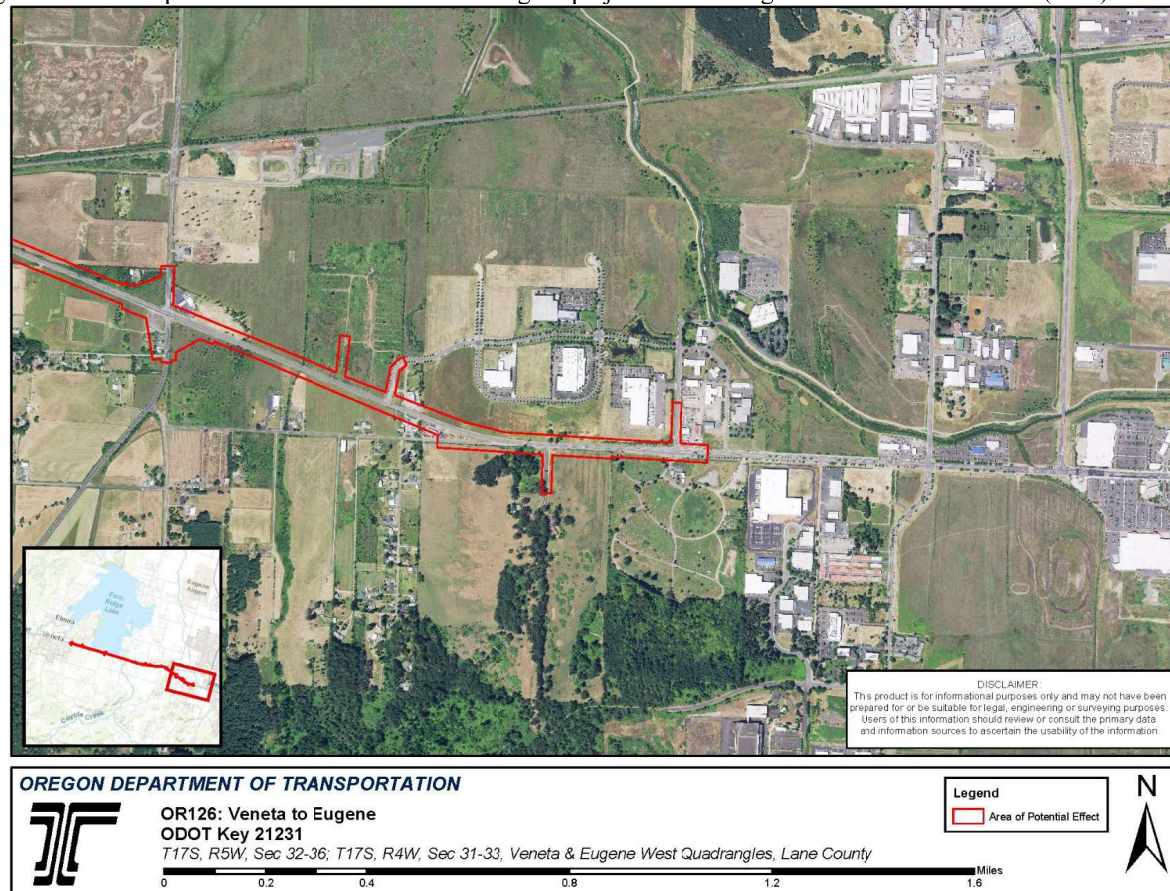 Fern
Ridge
Lake
Eugene
Airport
Elmira
Veneta
Coyote Creek
DISCLAIMER:
This product is for informational purposes only and may not have been
prepared for or be suitable for legal, engineering or surveying purposes.
Users of this information should review or consult the primary data
and information sources to ascertain the usability of the information.
OREGON DEPARTMENT OF TRANSPORTATION
OR126: Veneta to Eugene
ODOT Key 21231
T17S, R5W, Sec 32-36; T17S, R4W, Sec 31-33, Veneta & Eugene West Quadrangles, Lane County
Legend
Area of Potential Effect
N
Miles
0 0.2 0.4 0.8 1.2 1.6